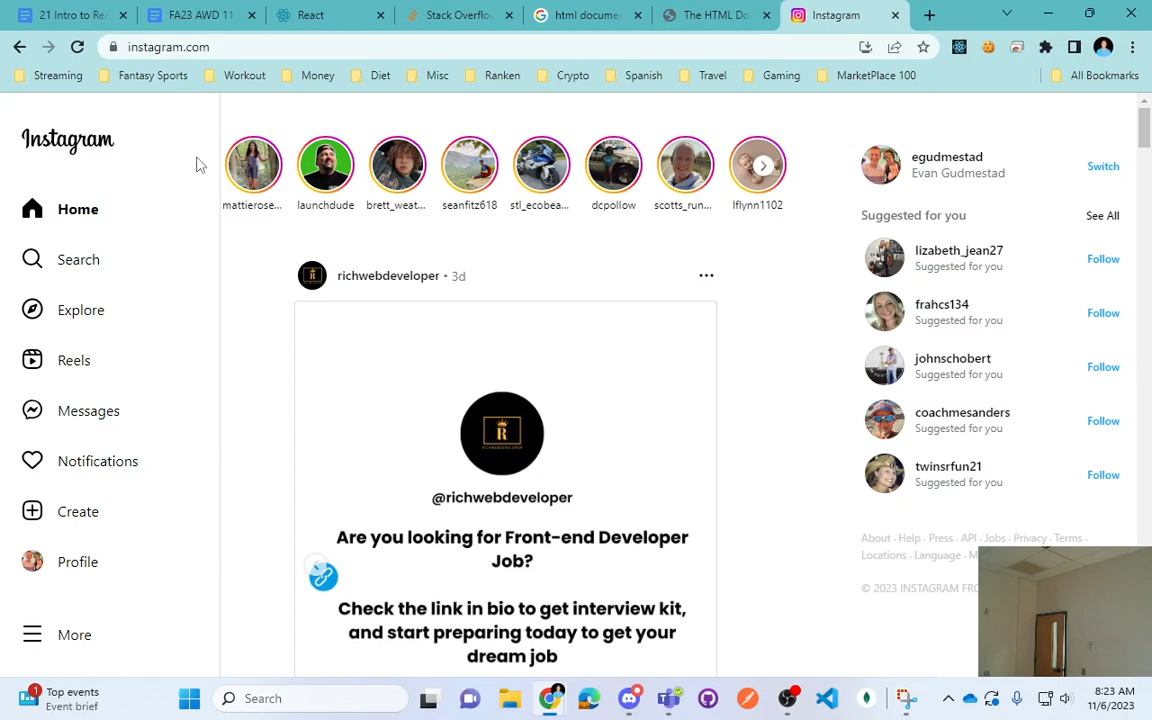 21 Intro to Re
FA23 AWD 11
React
Stack Overflo
html docume
The HTML Do
Instagram
instagram.com
Streaming
Fantasy Sports
Workout
Money
Diet
Misc
Ranken
Crypto
Spanish
Travel
Gaming
MarketPlace 100
All Bookmarks
Instagram
Home
Search
Explore
Reels
Messages
Notifications
Create
Profile
More
mattierose... launchdude brett_weat... seanfitz618 stl_ecobea... dcpollow scotts_run... lflynn1102
richwebdeveloper • 3d
R
@richwebdeveloper
Are you looking for Front-end Developer
Job?
Check the link in bio to get interview kit,
and start preparing today to get your
dream job
egudmestad
Evan Gudmestad
Switch
Suggested for you
See All
lizabeth_jean27
Suggested for you
Follow
frahcs134
Suggested for you
Follow
johnschobert
Suggested for you
Follow
coachmesanders
Suggested for you
Follow
twinsrfun21
Suggested for you
Follow
About · Help · Press · API · Jobs · Privacy · Terms ·
Locations · Language · M
© 2023 INSTAGRAM FRO
1
Top events
Event brief
Search
8:23 AM
11/6/2023